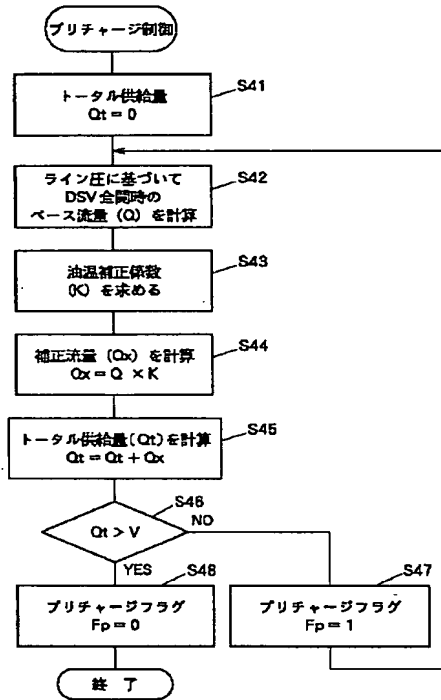 プリチャージ制御
S41
トータル供給量
Qt = 0
S42
ライン圧に基づいて
DSV全開時の
ベース流量 (Q) を計算
S43
油温補正係数
(K) を求める
S44
補正流量 (Qx) を計算
Qx = Q × K
S45
トータル供給量(Qt)を計算
Qt = Qt + Qx
S46
Qt > V
NO
YES
S48
プリチャージフラグ
Fp = 0
S47
プリチャージフラグ
Fp = 1
終 了